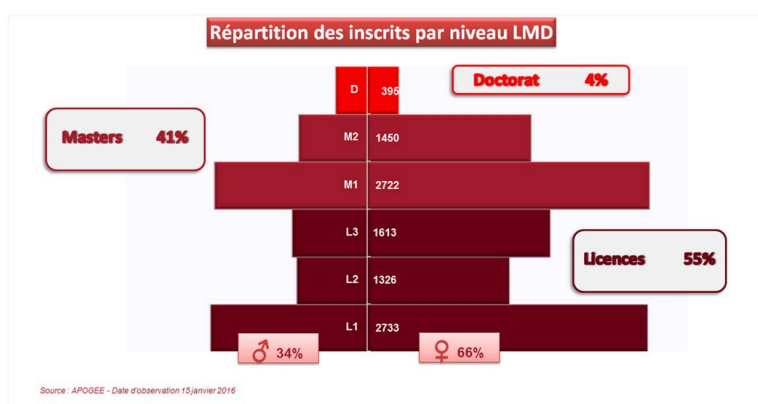 Répartition des inscrits par niveau LMD
Doctorat 4%
D 395
Masters 41%
M2 1450
M1 2722
L3 1613
Licences 55%
L2 1326
L1 2733
♂ 34%
♀ 66%
Source : APOGEE - Date d'observation 15 janvier 2016